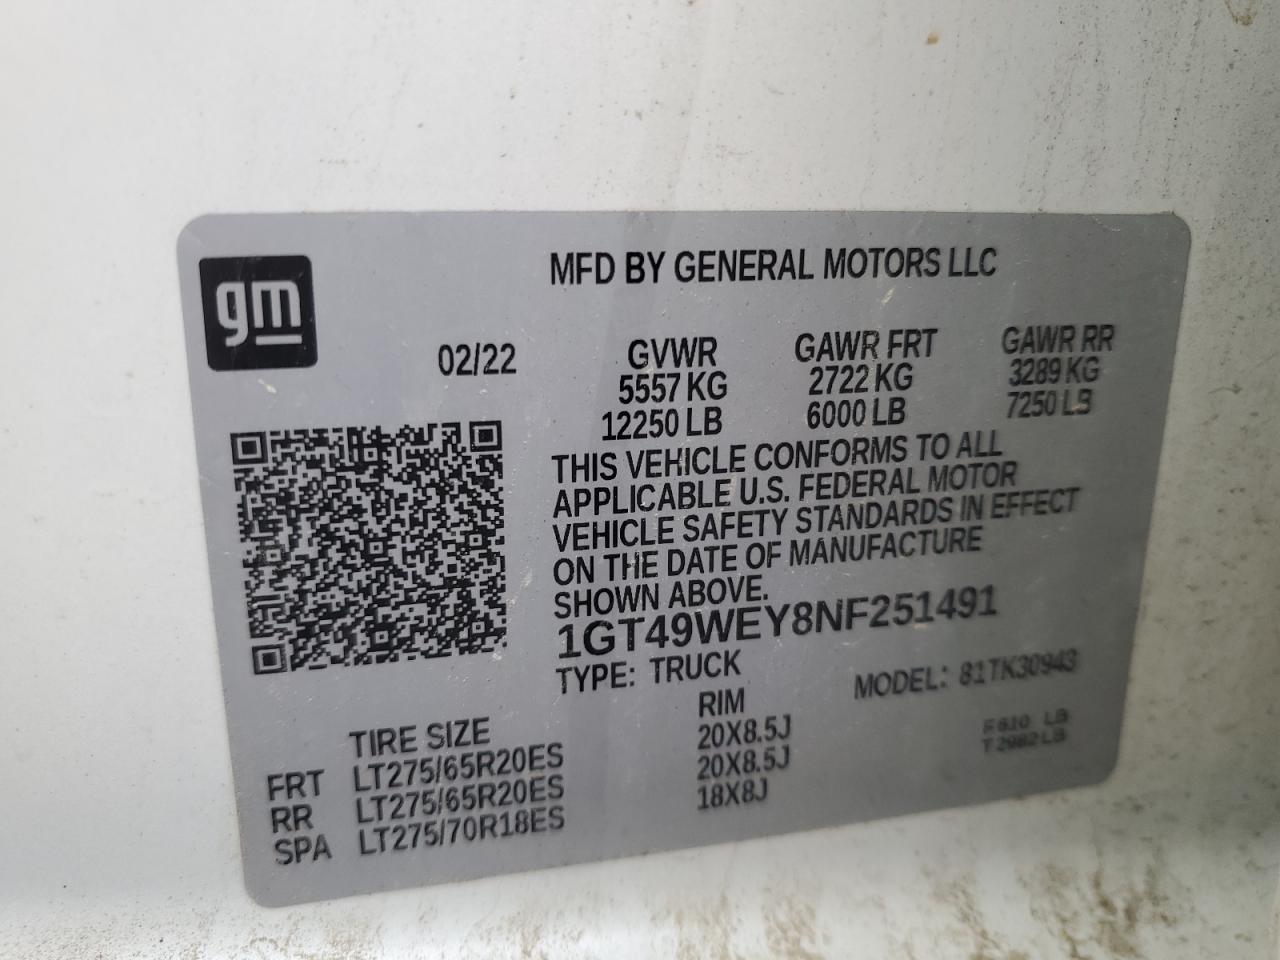 gm
MFD BY GENERAL MOTORS LLC
02/22
GVWR GAWR FRT GAWR RR
5557 KG 2722 KG 3289 KG
12250 LB 6000 LB 7250 LB
THIS VEHICLE CONFORMS TO ALL
APPLICABLE U.S. FEDERAL MOTOR
VEHICLE SAFETY STANDARDS IN EFFECT
ON THE DATE OF MANUFACTURE
SHOWN ABOVE.
1GT49WEY8NF251491
TYPE: TRUCK MODEL: 81TK30943
TIRE SIZE RIM
FRT LT275/65R20ES 20X8.5J F 610 LB
RR LT275/65R20ES 20X8.5J T LB
SPA LT275/70R18ES 18X8J